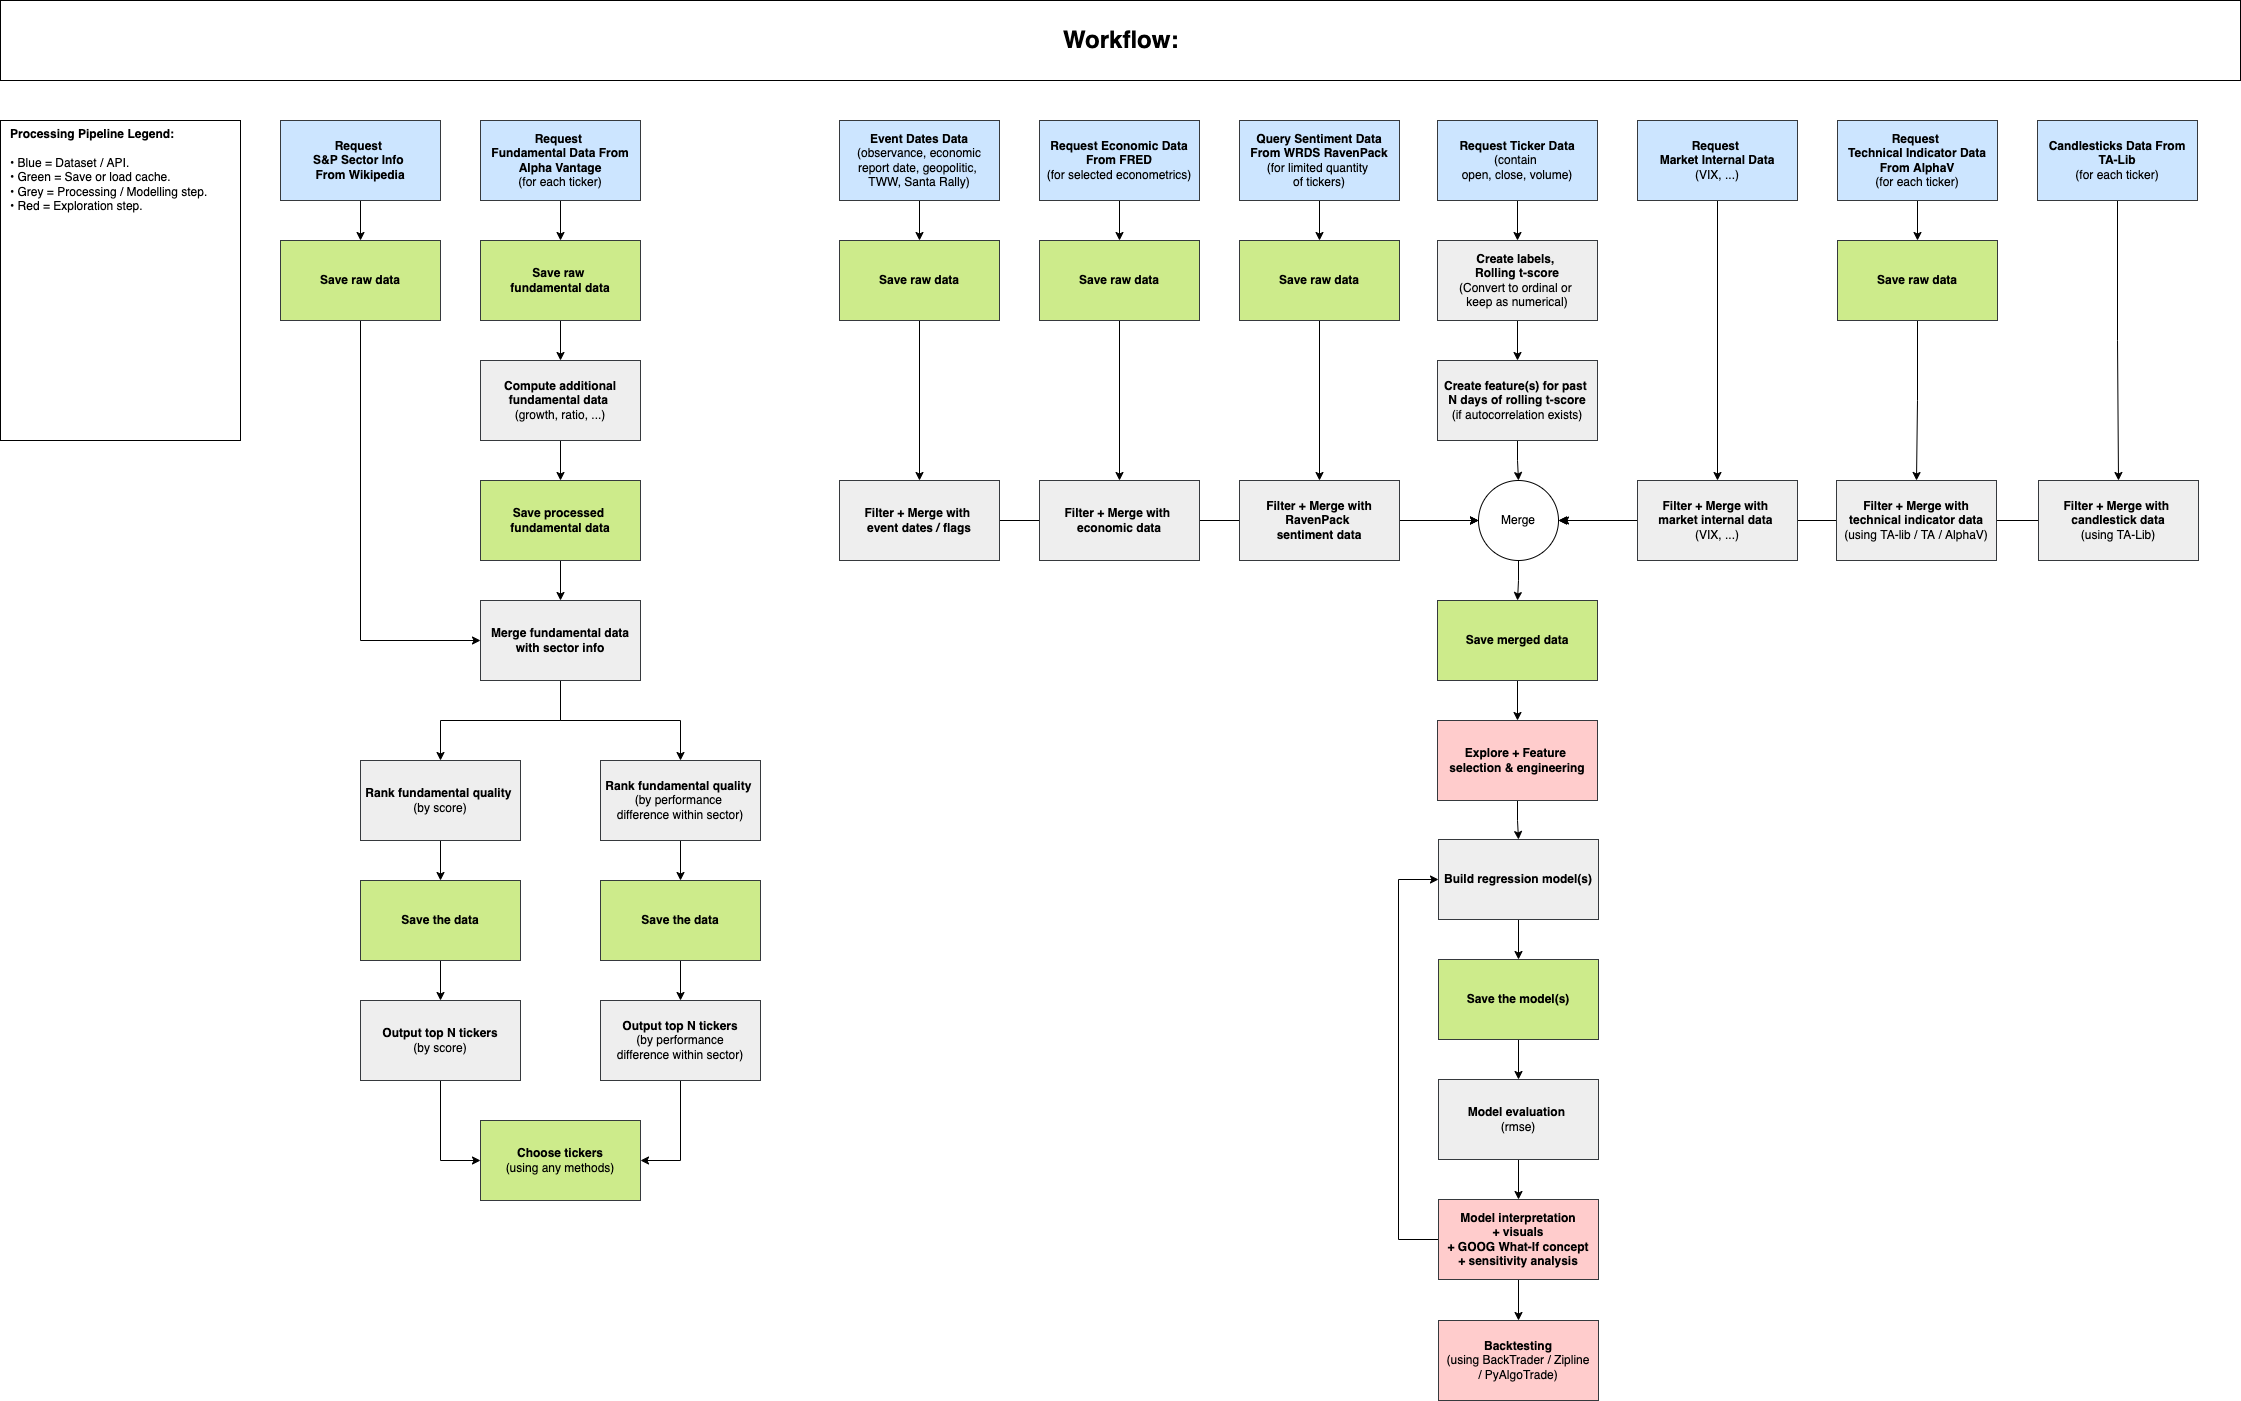 Workflow:
Processing Pipeline Legend:
• Blue = Dataset / API.
• Green = Save or load cache.
• Grey = Processing / Modelling step.
• Red = Exploration step.
Request
S&P Sector Info
From Wikipedia
Request
Fundamental Data From
Alpha Vantage
(for each ticker)
Event Dates Data
(observance, economic
report date, geopolitic,
TWW, Santa Rally)
Request Economic Data
From FRED
(for selected econometrics)
Query Sentiment Data
From WRDS RavenPack
(for limited quantity
of tickers)
Request Ticker Data
(contain
open, close, volume)
Request
Market Internal Data
(VIX, ...)
Request
Technical Indicator Data
From AlphaV
(for each ticker)
Candlesticks Data From
TA-Lib
(for each ticker)
Save raw data
Save raw
fundamental data
Save raw data
Save raw data
Save raw data
Create labels,
Rolling t-score
(Convert to ordinal or
keep as numerical)
Save raw data
Compute additional
fundamental data
(growth, ratio, ...)
Create feature(s) for past
N days of rolling t-score
(if autocorrelation exists)
Save processed
fundamental data
Filter + Merge with
event dates / flags
Filter + Merge with
economic data
Filter + Merge with
RavenPack
sentiment data
Merge
Filter + Merge with
market internal data
(VIX, ...)
Filter + Merge with
technical indicator data
(using TA-lib / TA / AlphaV)
Filter + Merge with
candlestick data
(using TA-Lib)
Merge fundamental data
with sector info
Save merged data
Rank fundamental quality
(by score)
Rank fundamental quality
(by performance
difference within sector)
Explore + Feature
selection & engineering
Save the data
Save the data
Build regression model(s)
Output top N tickers
(by score)
Output top N tickers
(by performance
difference within sector)
Save the model(s)
Choose tickers
(using any methods)
Model evaluation
(rmse)
Model interpretation
+ visuals
+ GOOG What-If concept
+ sensitivity analysis
Backtesting
(using BackTrader / Zipline
/ PyAlgoTrade)